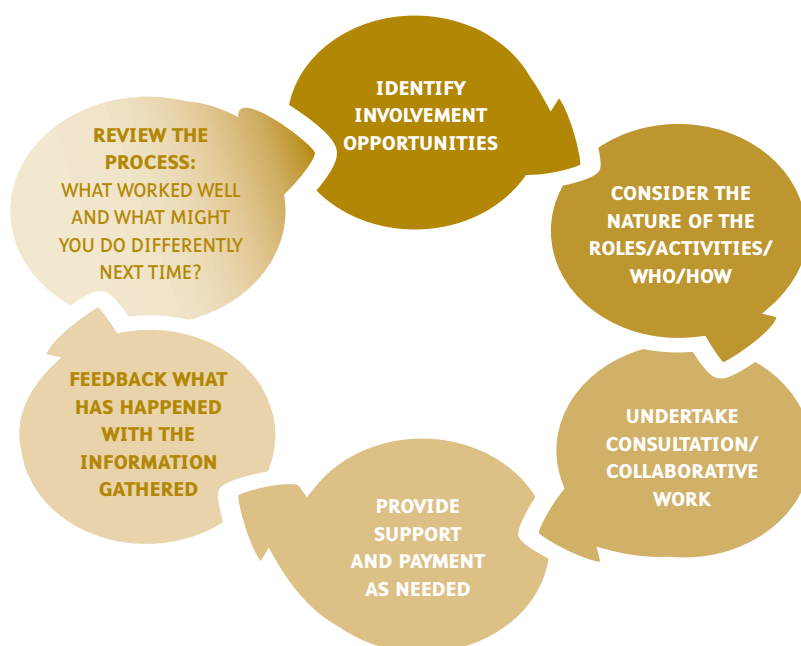 IDENTIFY
INVOLVEMENT
OPPORTUNITIES
CONSIDER THE
NATURE OF THE
ROLES/ACTIVITIES/
WHO/HOW
UNDERTAKE
CONSULTATION/
COLLABORATIVE
WORK
PROVIDE
SUPPORT
AND PAYMENT
AS NEEDED
FEEDBACK WHAT
HAS HAPPENED
WITH THE
INFORMATION
GATHERED
REVIEW THE
PROCESS:
WHAT WORKED WELL
AND WHAT MIGHT
YOU DO DIFFERENTLY
NEXT TIME?